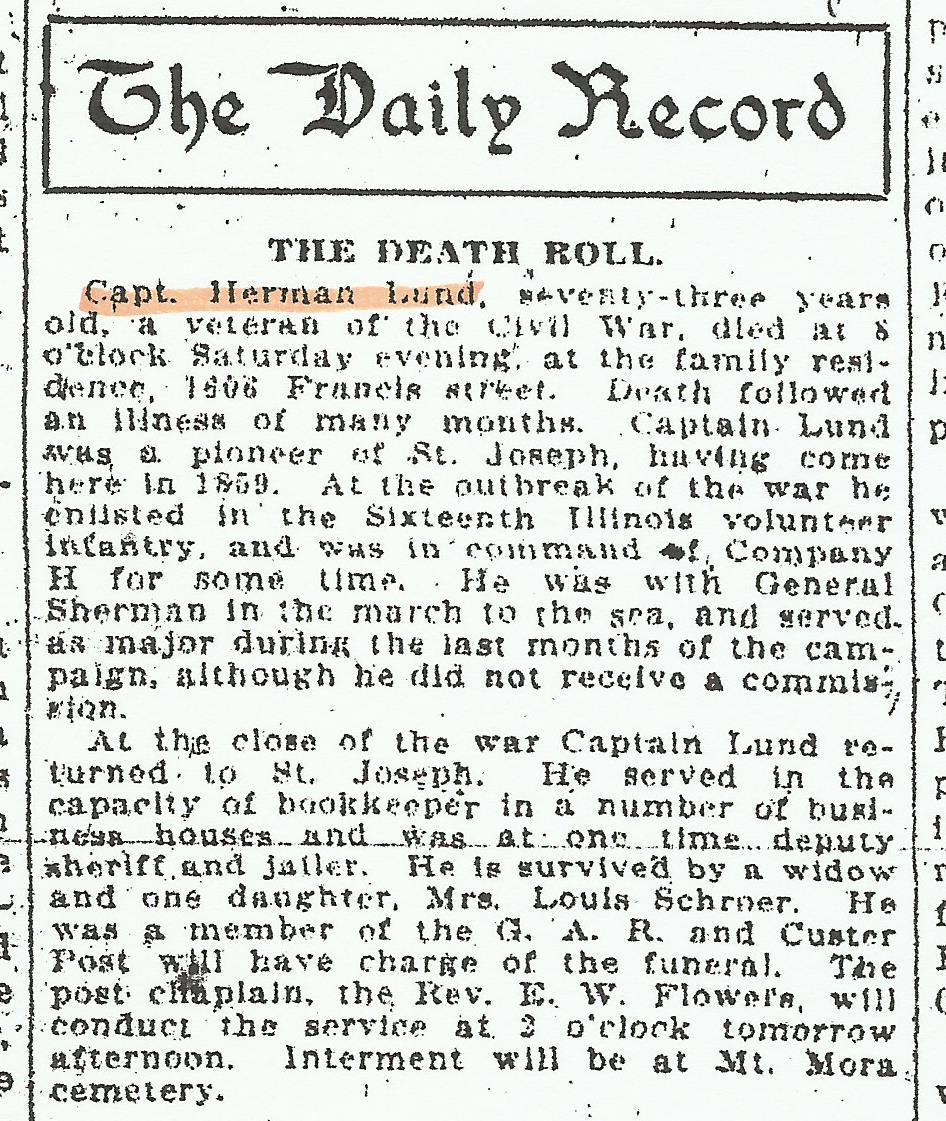 The Daily Record
THE DEATH ROLL.
Capt. Herman Lund, seventy-three years
old, a veteran of the Civil War, died at 8
o'clock Saturday evening, at the family resi-
dence, Francis street. Death followed
an illness of many months. Captain Lund
was a pioneer of St. Joseph, having come
here in 1859. At the outbreak of the war he
enlisted in the Sixteenth Illinois volunteer
infantry, and was in command of Company
H for some time. He was with General
Sherman in the march to the sea, and served
as major during the last months of the cam-
paign, although he did not receive a commis-
sion.
At the close of the war Captain Lund re-
turned to St. Joseph. He served in the
capacity of bookkeeper in a number of busi-
ness houses and was at one time deputy
sheriff and jailer. He is survived by a widow
and one daughter, Mrs. Louis Schroer. He
was a member of the G. A. R. and Custer
Post will have charge of the funeral. The
post chaplain, the Rev. E. W. Flowers, will
conduct the service at 2 o'clock tomorrow
afternoon. Interment will be at Mt. Mora
cemetery.